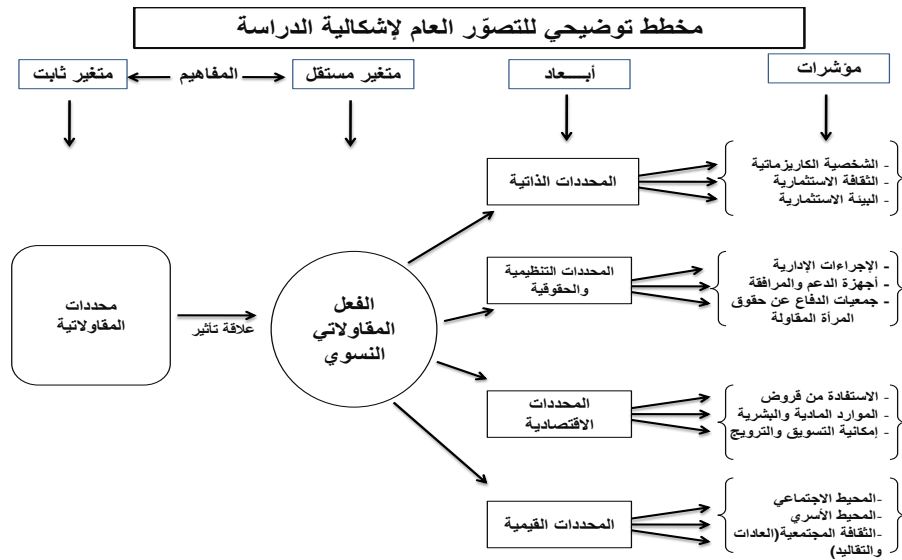 مخطط توضيحي للتصوّر العام لإشكالية الدراسة
مؤشرات
أبــــعاد
متغير مستقل
المفاهيم
متغير ثابت
المحددات الذاتية
- الشخصية الكاريزماتية
- الثقافة الاستثمارية
- البيئة الاستثمارية
المحددات التنظيمية
والحقوقية
- الإجراءات الإدارية
- أجهزة الدعم والمرافقة
- جمعيات الدفاع عن حقوق
المرأة المقاولة
محددات
المقاولاتية
علاقة تأثير
الفعل
المقاولاتي
النسوي
المحددات
الاقتصادية
- الاستفادة من قروض
- الموارد المادية والبشرية
- إمكانية التسويق والترويج
المحددات القيمية
-المحيط الاجتماعي
-المحيط الأسري
-الثقافة المجتمعية(العادات
والتقاليد)